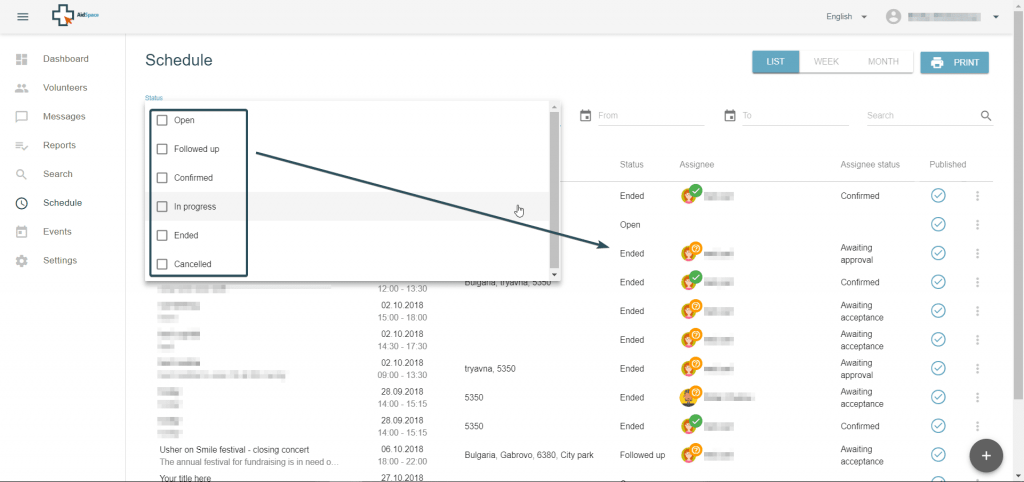 AidSpace
English
Dashboard
Volunteers
Messages
Reports
Search
Schedule
Events
Settings
Schedule
LIST WEEK MONTH PRINT
Status
Open
Followed up
Confirmed
In progress
Ended
Cancelled
From To Search
Status Assignee Assignee status Published
Ended Confirmed
Open
Ended Awaiting
approval
Bulgaria, tryavna, 5350 Ended Confirmed
12:00 - 13:30
02.10.2018 Ended Awaiting
15:00 - 18:00 acceptance
02.10.2018 Ended Awaiting
14:30 - 17:30 acceptance
02.10.2018 tryavna, 5350 Ended Awaiting
09:00 - 13:30 approval
28.09.2018 5350 Ended Awaiting
14:00 - 15:15 acceptance
28.09.2018 5350 Ended Confirmed
14:00 - 15:15
Usher on Smile festival - closing concert 06.10.2018 Bulgaria, Gabrovo, 6380, City park Followed up Awaiting
The annual festival for fundraising is in need o... 18:00 - 22:00 acceptance
Your title here 27.10.2018